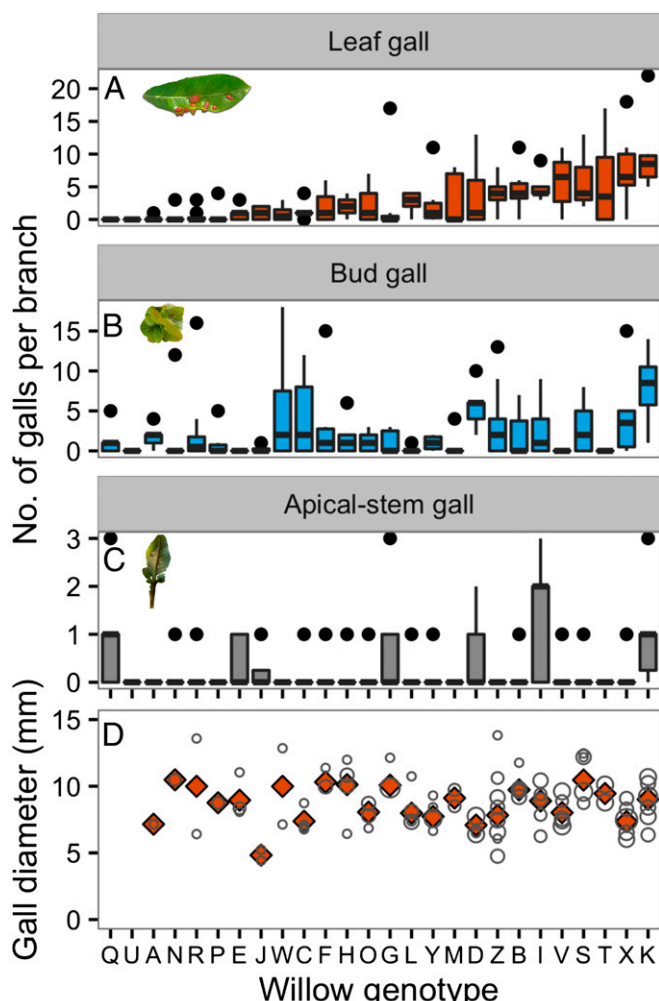 Leaf gall
A
20
15
10
5
0
Bud gall
B
15
10
5
0
No. of galls per branch
Apical-stem gall
C
3
2
1
0
D
15
10
5
0
Gall diameter (mm)
Q U A N R P E J W C F H O G L Y M D Z B I V S T X K
Willow genotype